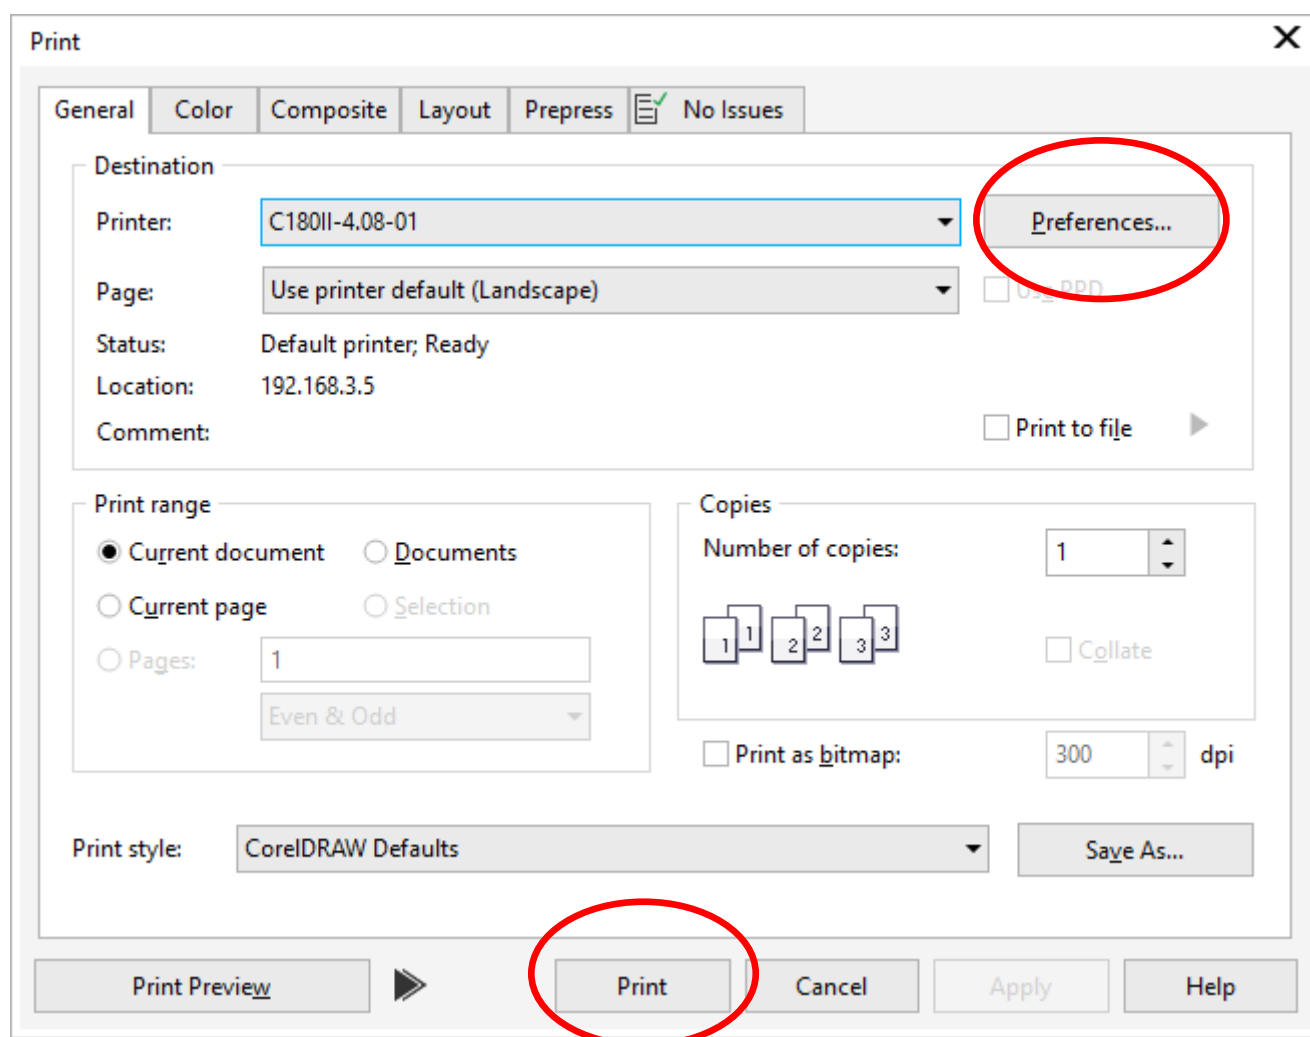 Print
General Color Composite Layout Prepress No Issues
Destination
Printer: C180II-4.08-01 Preferences...
Page: Use printer default (Landscape) Use PPD
Status: Default printer; Ready
Location: 192.168.3.5
Comment: Print to file
Print range
Current document Documents
Current page Selection
Pages: 1
Even & Odd
Copies
Number of copies: 1
1 1 2 2 3 3 Collate
Print as bitmap: 300 dpi
Print style: CorelDRAW Defaults Save As...
Print Preview Print Cancel Apply Help